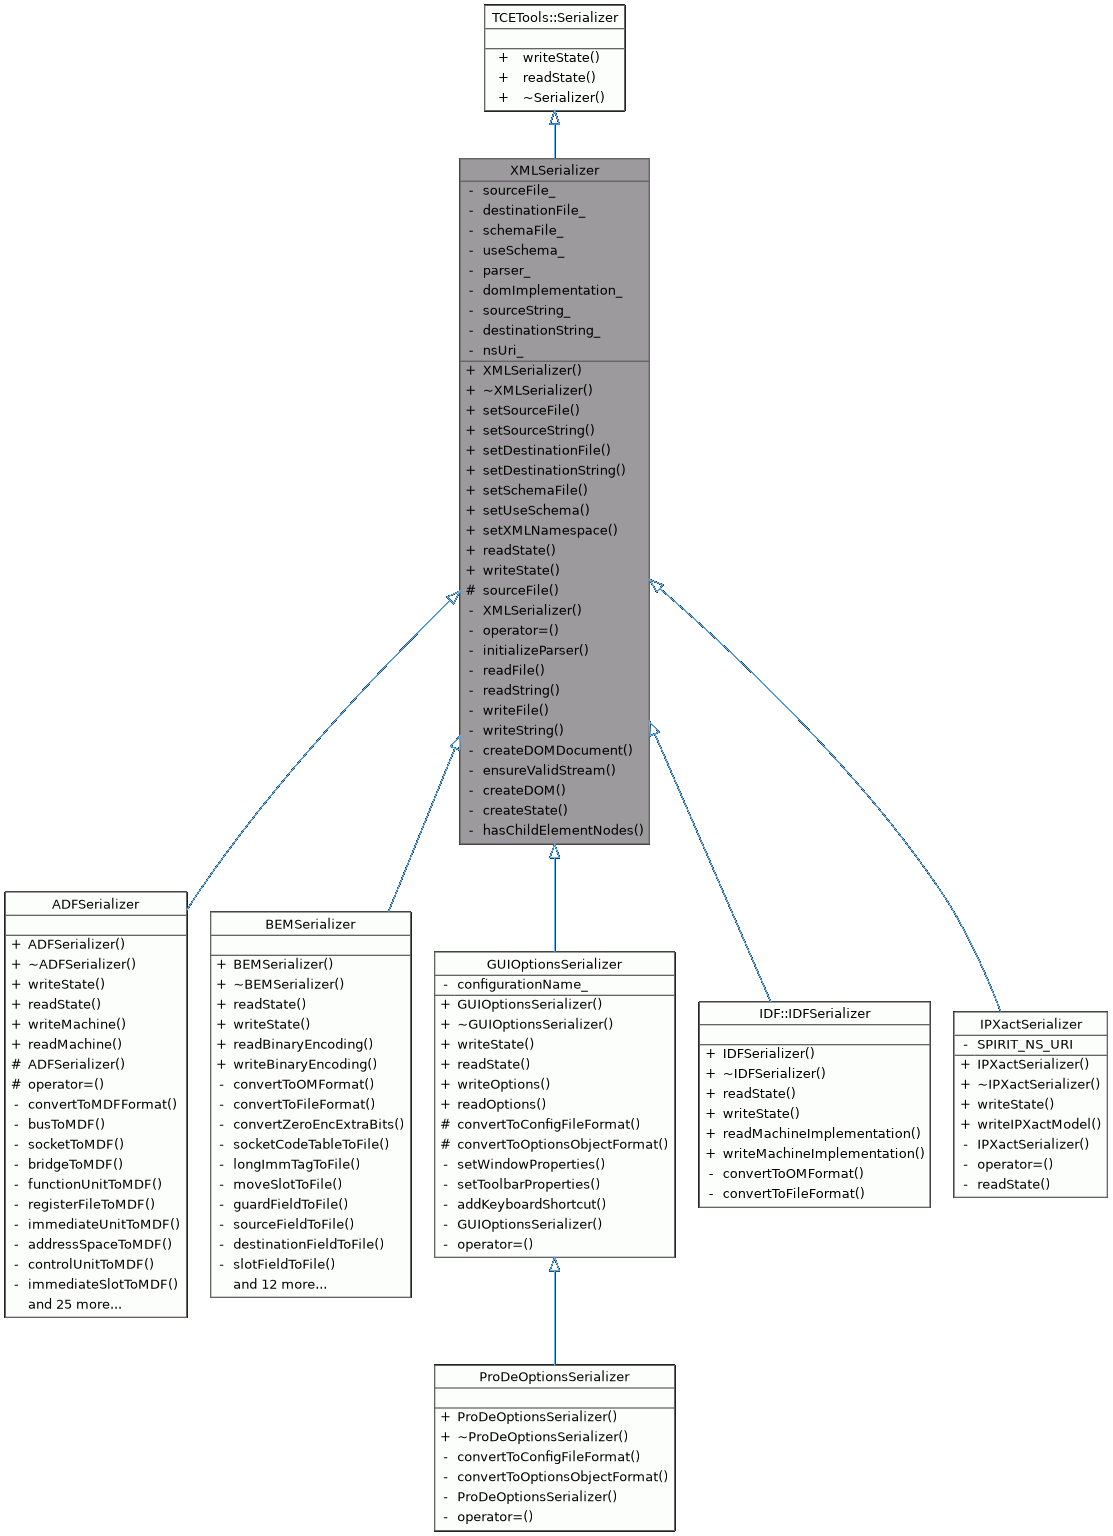 TCETools::Serializer
+ writeState()
+ readState()
+ ~Serializer()
XMLSerializer
- sourceFile_
- destinationFile_
- schemaFile_
- useSchema_
- parser_
- domImplementation_
- sourceString_
- destinationString_
- nsUri_
+ XMLSerializer()
+ ~XMLSerializer()
+ setSourceFile()
+ setSourceString()
+ setDestinationFile()
+ setDestinationString()
+ setSchemaFile()
+ setUseSchema()
+ setXMLNamespace()
+ readState()
+ writeState()
# sourceFile()
- XMLSerializer()
- operator=()
- initializeParser()
- readFile()
- readString()
- writeFile()
- writeString()
- createDOMDocument()
- ensureValidStream()
- createDOM()
- createState()
- hasChildElementNodes()
ADFSerializer
+ ADFSerializer()
+ ~ADFSerializer()
+ writeState()
+ readState()
+ writeMachine()
+ readMachine()
# ADFSerializer()
# operator=()
- convertToMDFFormat()
- busToMDF()
- socketToMDF()
- bridgeToMDF()
- functionUnitToMDF()
- registerFileToMDF()
- immediateUnitToMDF()
- addressSpaceToMDF()
- controlUnitToMDF()
- immediateSlotToMDF()
and 25 more...
BEMSerializer
+ BEMSerializer()
+ ~BEMSerializer()
+ readState()
+ writeState()
+ readBinaryEncoding()
+ writeBinaryEncoding()
- convertToOMFormat()
- convertToFileFormat()
- convertZeroEncExtraBits()
- socketCodeTableToFile()
- longImmTagToFile()
- moveSlotToFile()
- guardFieldToFile()
- sourceFieldToFile()
- destinationFieldToFile()
- slotFieldToFile()
and 12 more...
GUIOptionsSerializer
- configurationName_
+ GUIOptionsSerializer()
+ ~GUIOptionsSerializer()
+ writeState()
+ readState()
+ writeOptions()
+ readOptions()
# convertToConfigFileFormat()
# convertToOptionsObjectFormat()
- setWindowProperties()
- setToolbarProperties()
- addKeyboardShortcut()
- GUIOptionsSerializer()
- operator=()
IDF::IDFSerializer
+ IDFSerializer()
+ ~IDFSerializer()
+ readState()
+ writeState()
+ readMachineImplementation()
+ writeMachineImplementation()
- convertToOMFormat()
- convertToFileFormat()
IPXactSerializer
- SPIRIT_NS_URI
+ IPXactSerializer()
+ ~IPXactSerializer()
+ writeState()
+ writeIPXactModel()
- IPXactSerializer()
- operator=()
- readState()
ProDeOptionsSerializer
+ ProDeOptionsSerializer()
+ ~ProDeOptionsSerializer()
- convertToConfigFileFormat()
- convertToOptionsObjectFormat()
- ProDeOptionsSerializer()
- operator=()